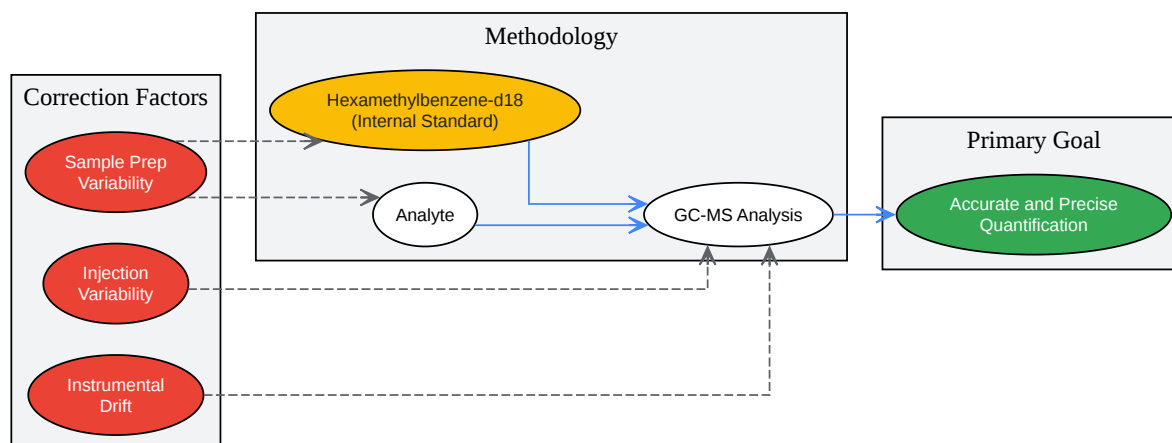 Correction Factors
Sample Prep
Variability
Injection
Variability
Instrumental
Drift
Methodology
Hexamethylbenzene-d18
(Internal Standard)
Analyte
GC-MS Analysis
Primary Goal
Accurate and Precise
Quantification